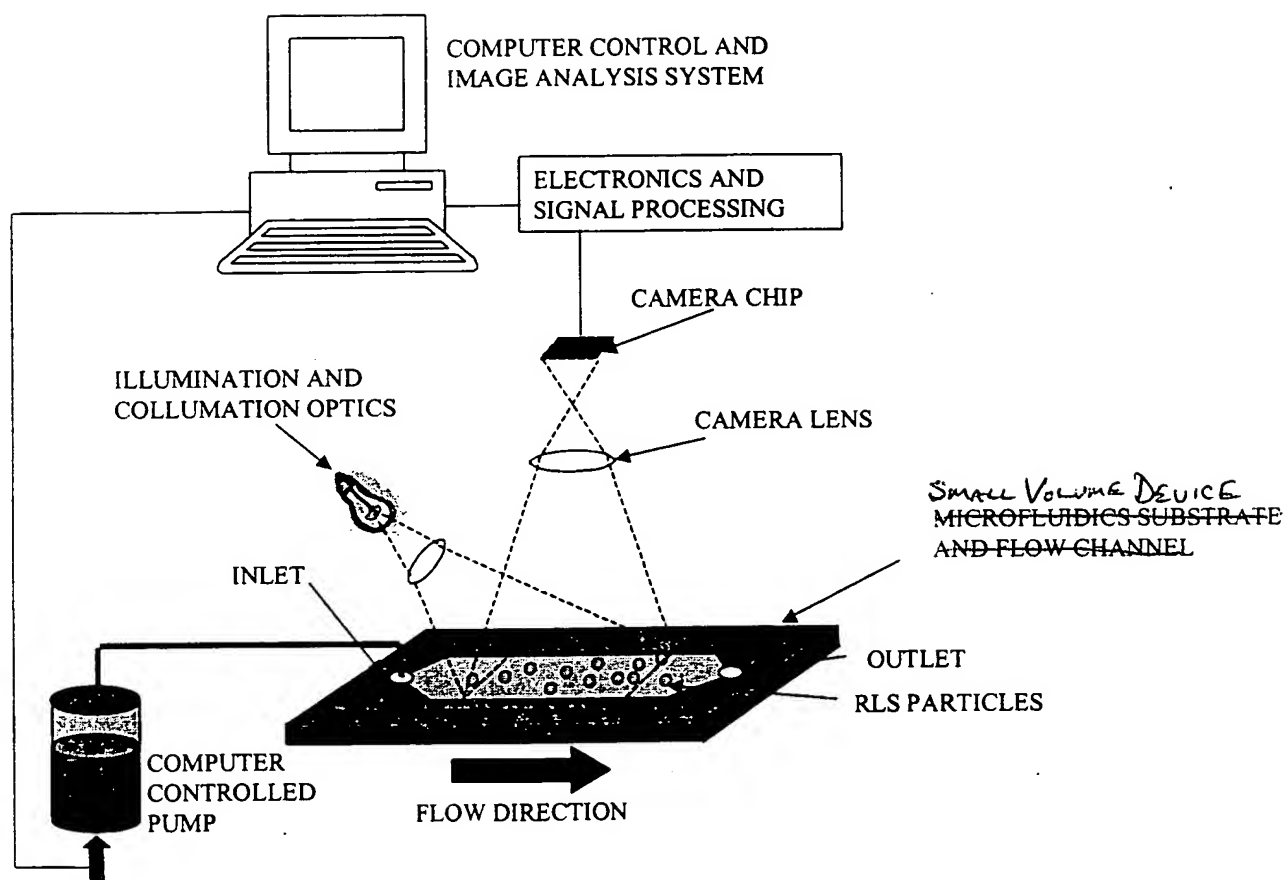 COMPUTER CONTROL AND
IMAGE ANALYSIS SYSTEM
ELECTRONICS AND
SIGNAL PROCESSING
CAMERA CHIP
ILLUMINATION AND
COLLUMATION OPTICS
CAMERA LENS
SMALL VOLUME DEVICE
MICROFLUIDICS SUBSTRATE
AND FLOW CHANNEL
INLET
OUTLET
RLS PARTICLES
COMPUTER
CONTROLLED
PUMP
FLOW DIRECTION